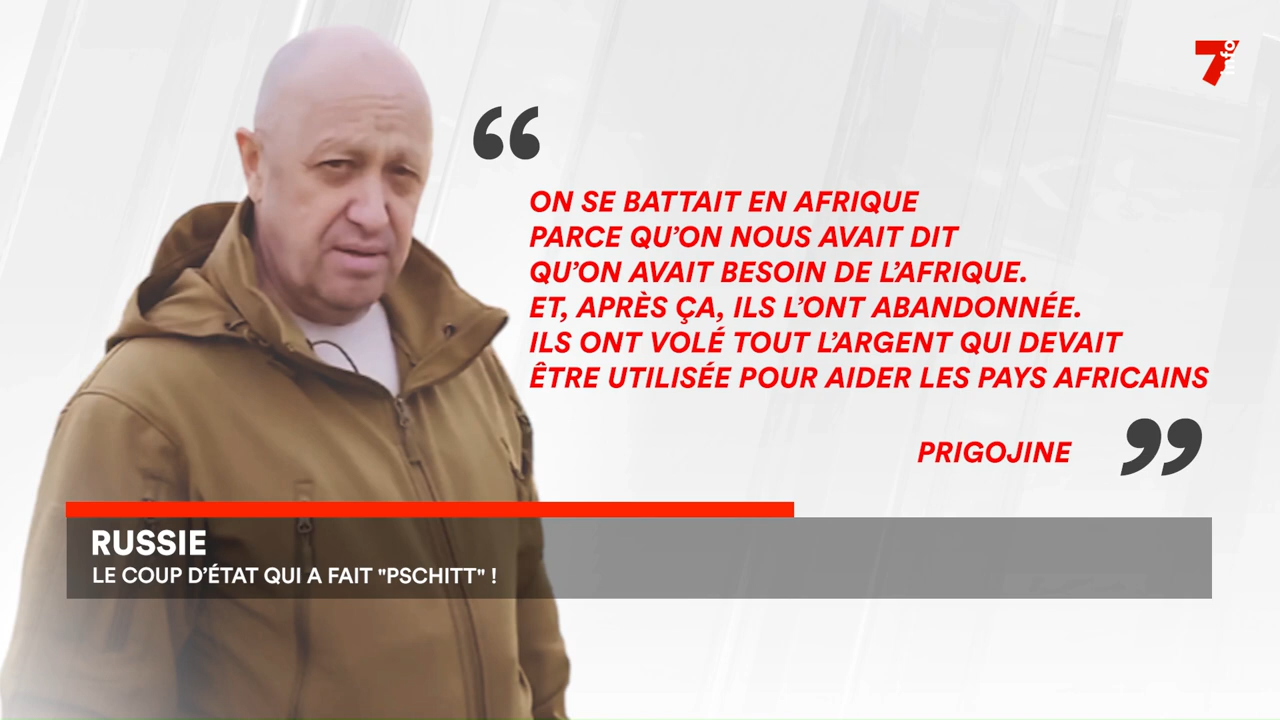 7 info
“
ON SE BATTAIT EN AFRIQUE
PARCE QU’ON NOUS AVAIT DIT
QU’ON AVAIT BESOIN DE L’AFRIQUE.
ET, APRÈS ÇA, ILS L’ONT ABANDONNÉE.
ILS ONT VOLÉ TOUT L’ARGENT QUI DEVAIT
ÊTRE UTILISÉE POUR AIDER LES PAYS AFRICAINS
PRIGOJINE ”
RUSSIE
LE COUP D’ÉTAT QUI A FAIT "PSCHITT" !